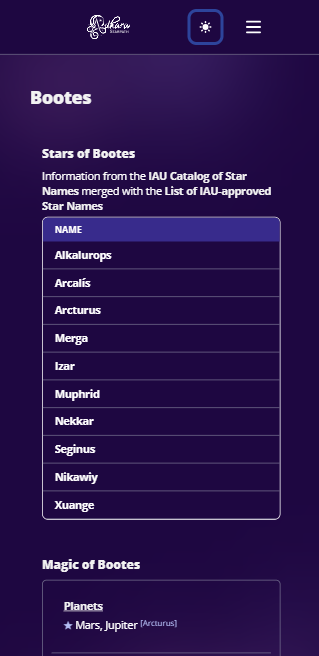 Bootes
Stars of Bootes
Information from the IAU Catalog of Star
Names merged with the List of IAU-approved
Star Names
NAME
Alkalurops
Arcalís
Arcturus
Merga
Izar
Muphrid
Nekkar
Seginus
Nikawiy
Xuange
Magic of Bootes
Planets
★ Mars, Jupiter [Arcturus]